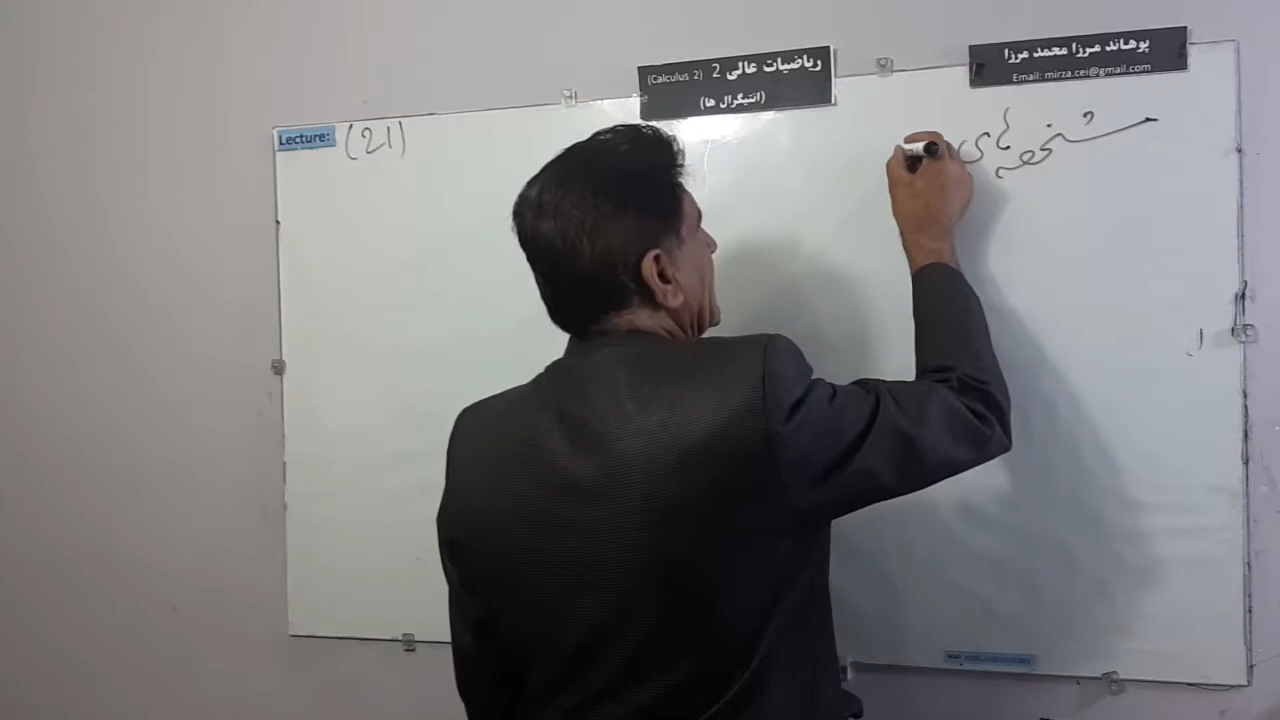 پوهاند مرزا محمد مرزا
Email: mirza.cei@gmail.com
ریاضیات عالی 2 (Calculus 2)
(انتیگرال ها)
Lecture: (21)
مشخصه های